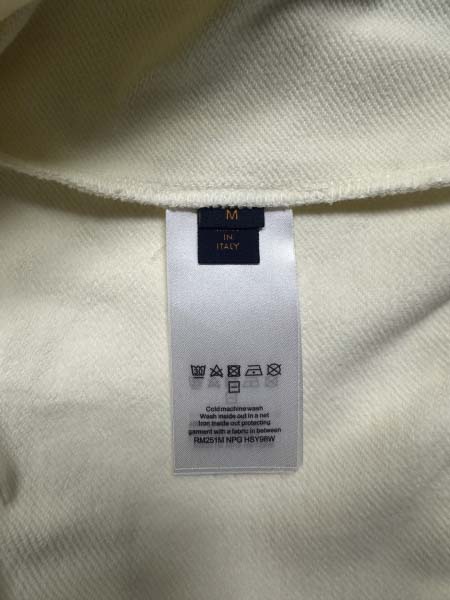 M
IN
ITALY
Cold machine wash
Wash inside out in a net
Iron inside out protecting
garment with a fabric in between
RM251M NPG HSY96W